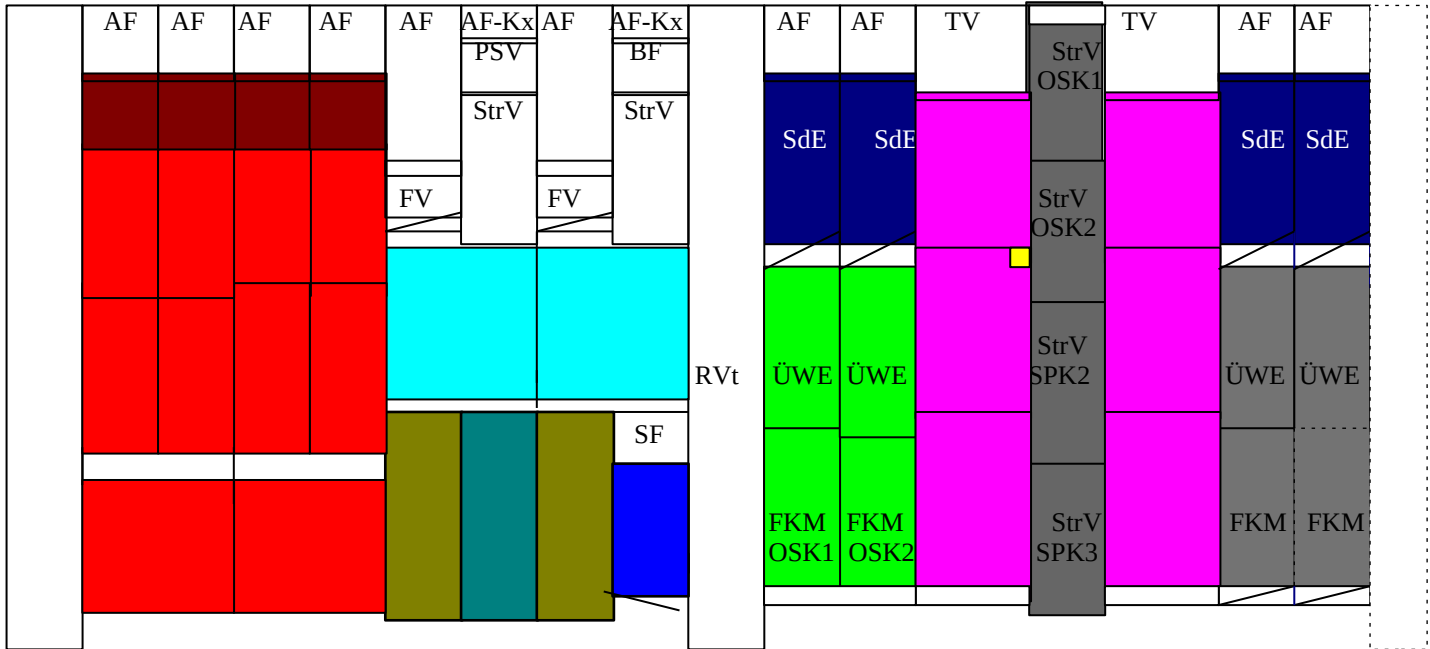 AF AF AF AF AF AF-Kx AF AF-Kx AF AF TV TV AF AF
PSV BF StrV
OSK1
StrV StrV
SdE SdE SdE SdE
FV FV StrV
OSK2
StrV
RVt ÜWE ÜWE SPK2 ÜWE ÜWE
SF
FKM FKM StrV FKM FKM
OSK1 OSK2 SPK3